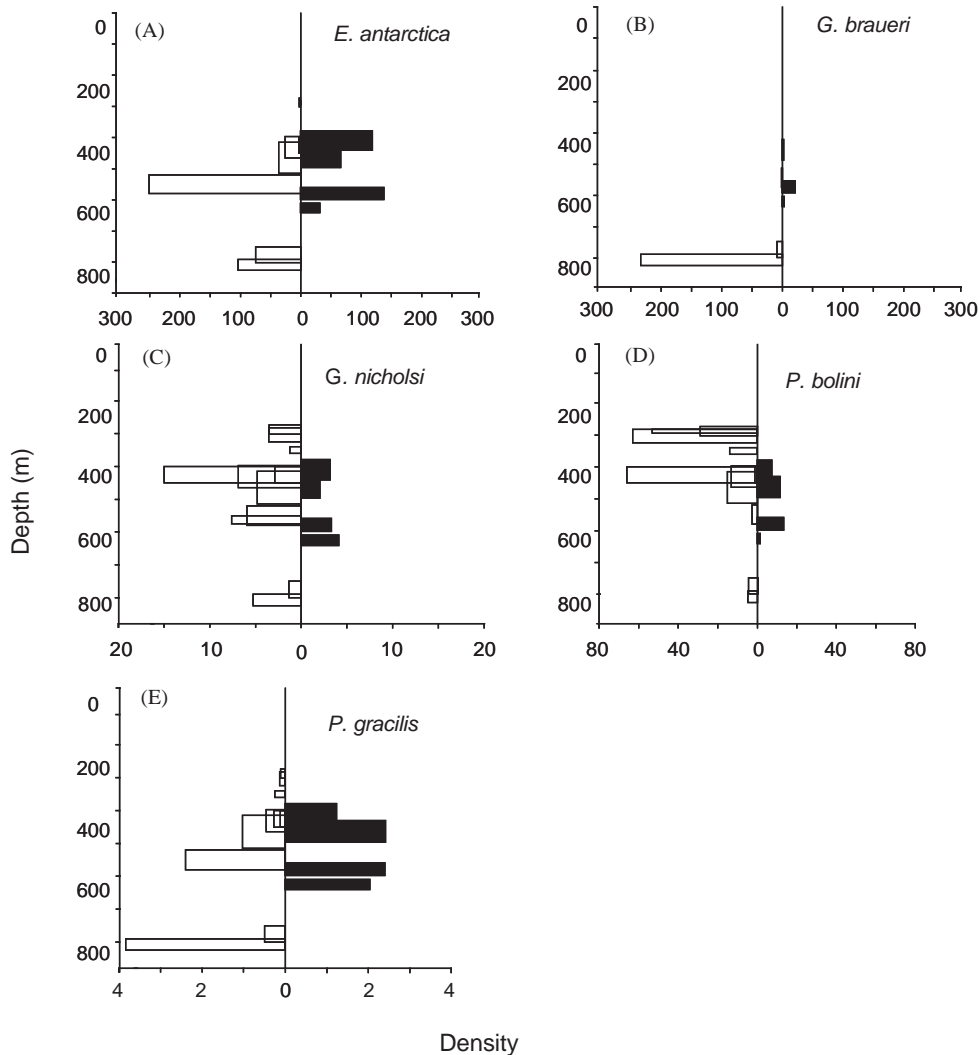 (A) E. antarctica
0
200
400
600
800
300 200 100 0 100 200 300
(B) G. braueri
0
200
400
600
800
300 200 100 0 100 200 300
(C) G. nicholsi
0
200
400
600
800
20 10 0 10 20
(D) P. bolini
0
200
400
600
800
80 40 0 40 80
Depth (m)
(E) P. gracilis
0
200
400
600
800
4 2 0 2 4
Density